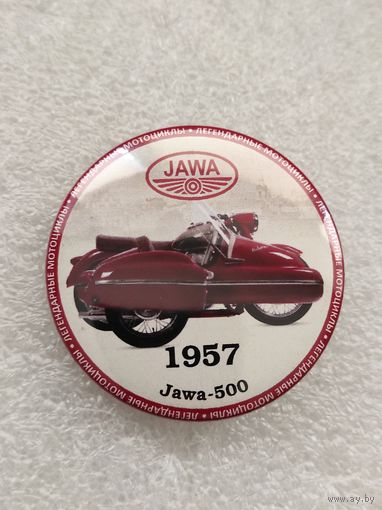 ЛЕГЕНДАРНЫЕ МОТОЦИКЛЫ • ЛЕГЕНДАРНЫЕ МОТОЦИКЛЫ • ЛЕГЕНДАРНЫЕ МОТОЦИКЛЫ • ЛЕГЕНДАРНЫЕ МОТОЦИКЛЫ •
JAWA
1957
Jawa-500
www.ay.by